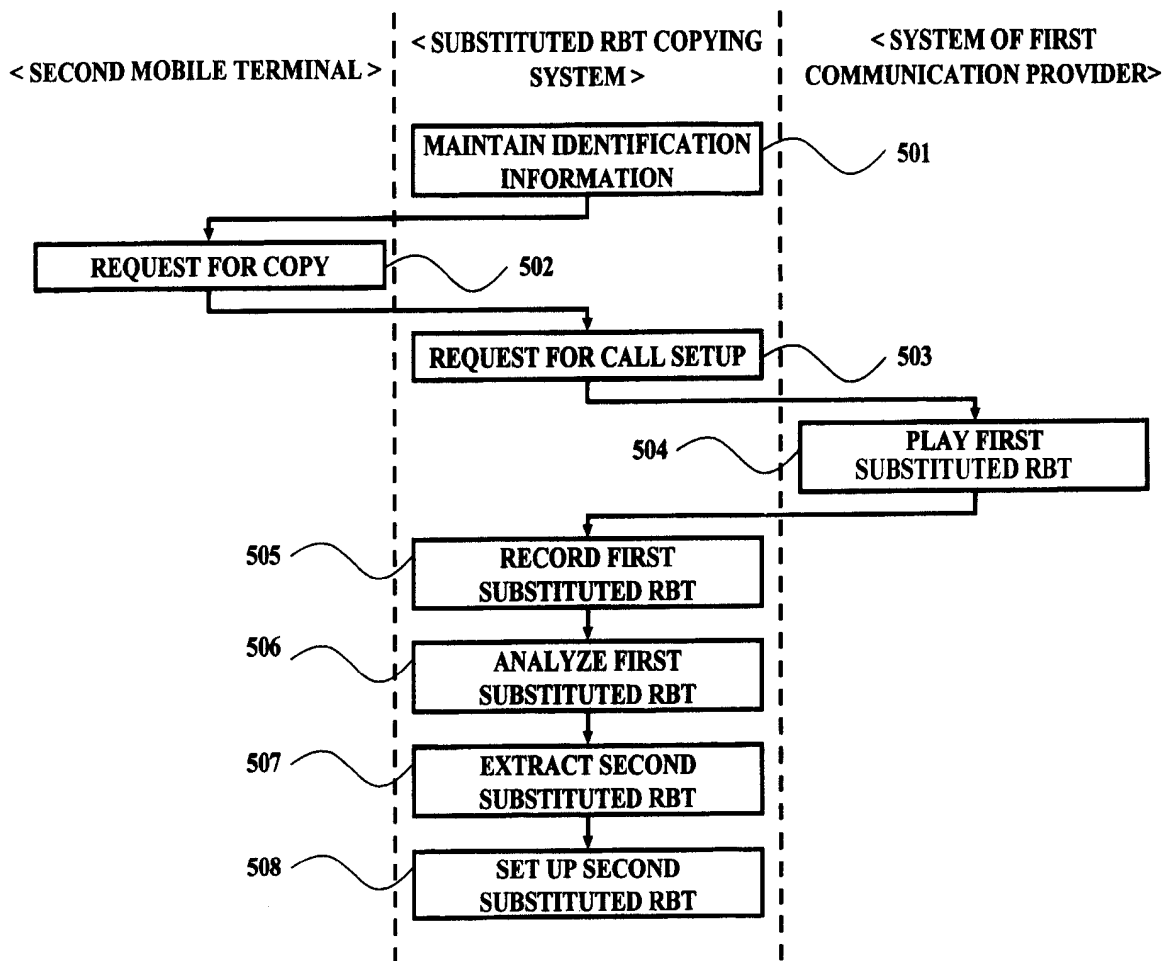 < SECOND MOBILE TERMINAL >
< SUBSTITUTED RBT COPYING
SYSTEM >
< SYSTEM OF FIRST
COMMUNICATION PROVIDER>
MAINTAIN IDENTIFICATION
INFORMATION
501
REQUEST FOR COPY
502
REQUEST FOR CALL SETUP
503
504
PLAY FIRST
SUBSTITUTED RBT
505
RECORD FIRST
SUBSTITUTED RBT
506
ANALYZE FIRST
SUBSTITUTED RBT
507
EXTRACT SECOND
SUBSTITUTED RBT
508
SET UP SECOND
SUBSTITUTED RBT